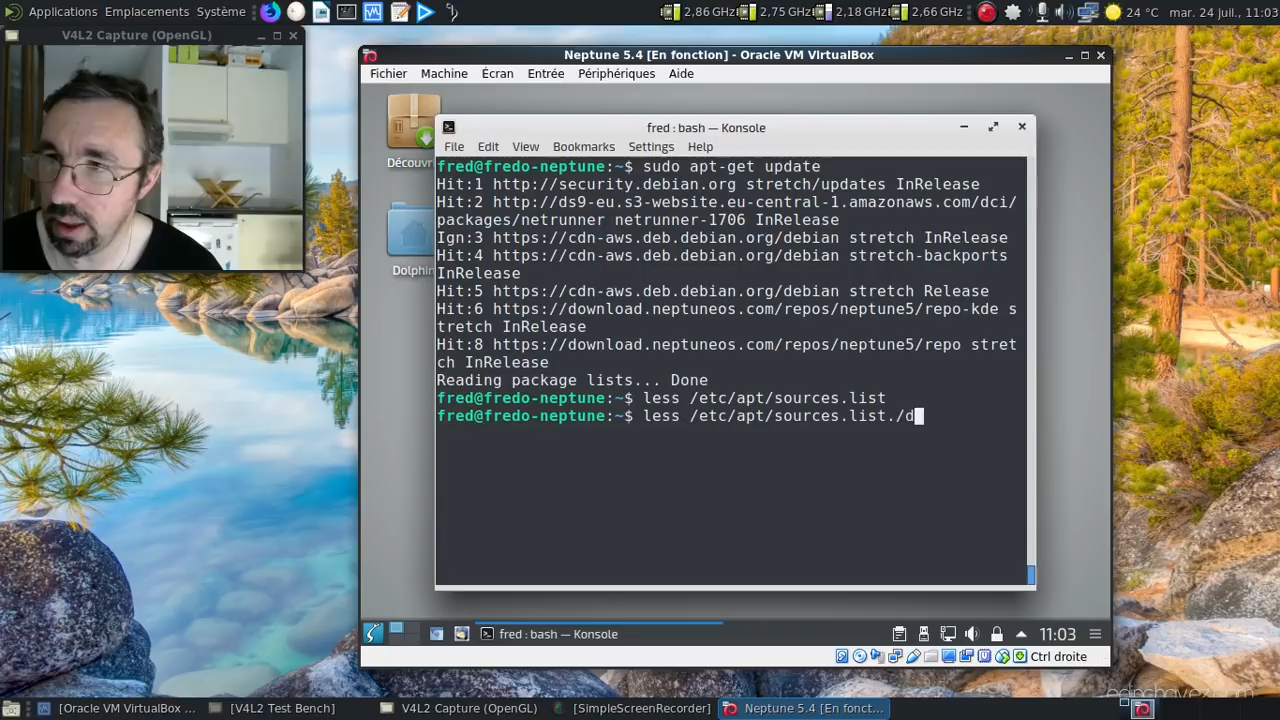 Applications Emplacements Système 2,86 GHz 2,75 GHz 2,18 GHz 2,66 GHz 24 °C mar. 24 juil., 11:03
V4L2 Capture (OpenGL)
Neptune 5.4 [En fonction] - Oracle VM VirtualBox
Fichier Machine Écran Entrée Périphériques Aide
Découvri
Dolphin
fred : bash — Konsole
File Edit View Bookmarks Settings Help
fred@fredo-neptune:~$ sudo apt-get update
Hit:1 http://security.debian.org stretch/updates InRelease
Hit:2 http://ds9-eu.s3-website.eu-central-1.amazonaws.com/dci/
packages/netrunner netrunner-1706 InRelease
Ign:3 https://cdn-aws.deb.debian.org/debian stretch InRelease
Hit:4 https://cdn-aws.deb.debian.org/debian stretch-backports
InRelease
Hit:5 https://cdn-aws.deb.debian.org/debian stretch Release
Hit:6 https://download.neptuneos.com/repos/neptune5/repo-kde s
tretch InRelease
Hit:8 https://download.neptuneos.com/repos/neptune5/repo stret
ch InRelease
Reading package lists... Done
fred@fredo-neptune:~$ less /etc/apt/sources.list
fred@fredo-neptune:~$ less /etc/apt/sources.list./d
fred : bash — Konsole 11:03
Ctrl droite
[Oracle VM VirtualBox ... [V4L2 Test Bench] V4L2 Capture (OpenGL) [SimpleScreenRecorder] Neptune 5.4 [En fonct...